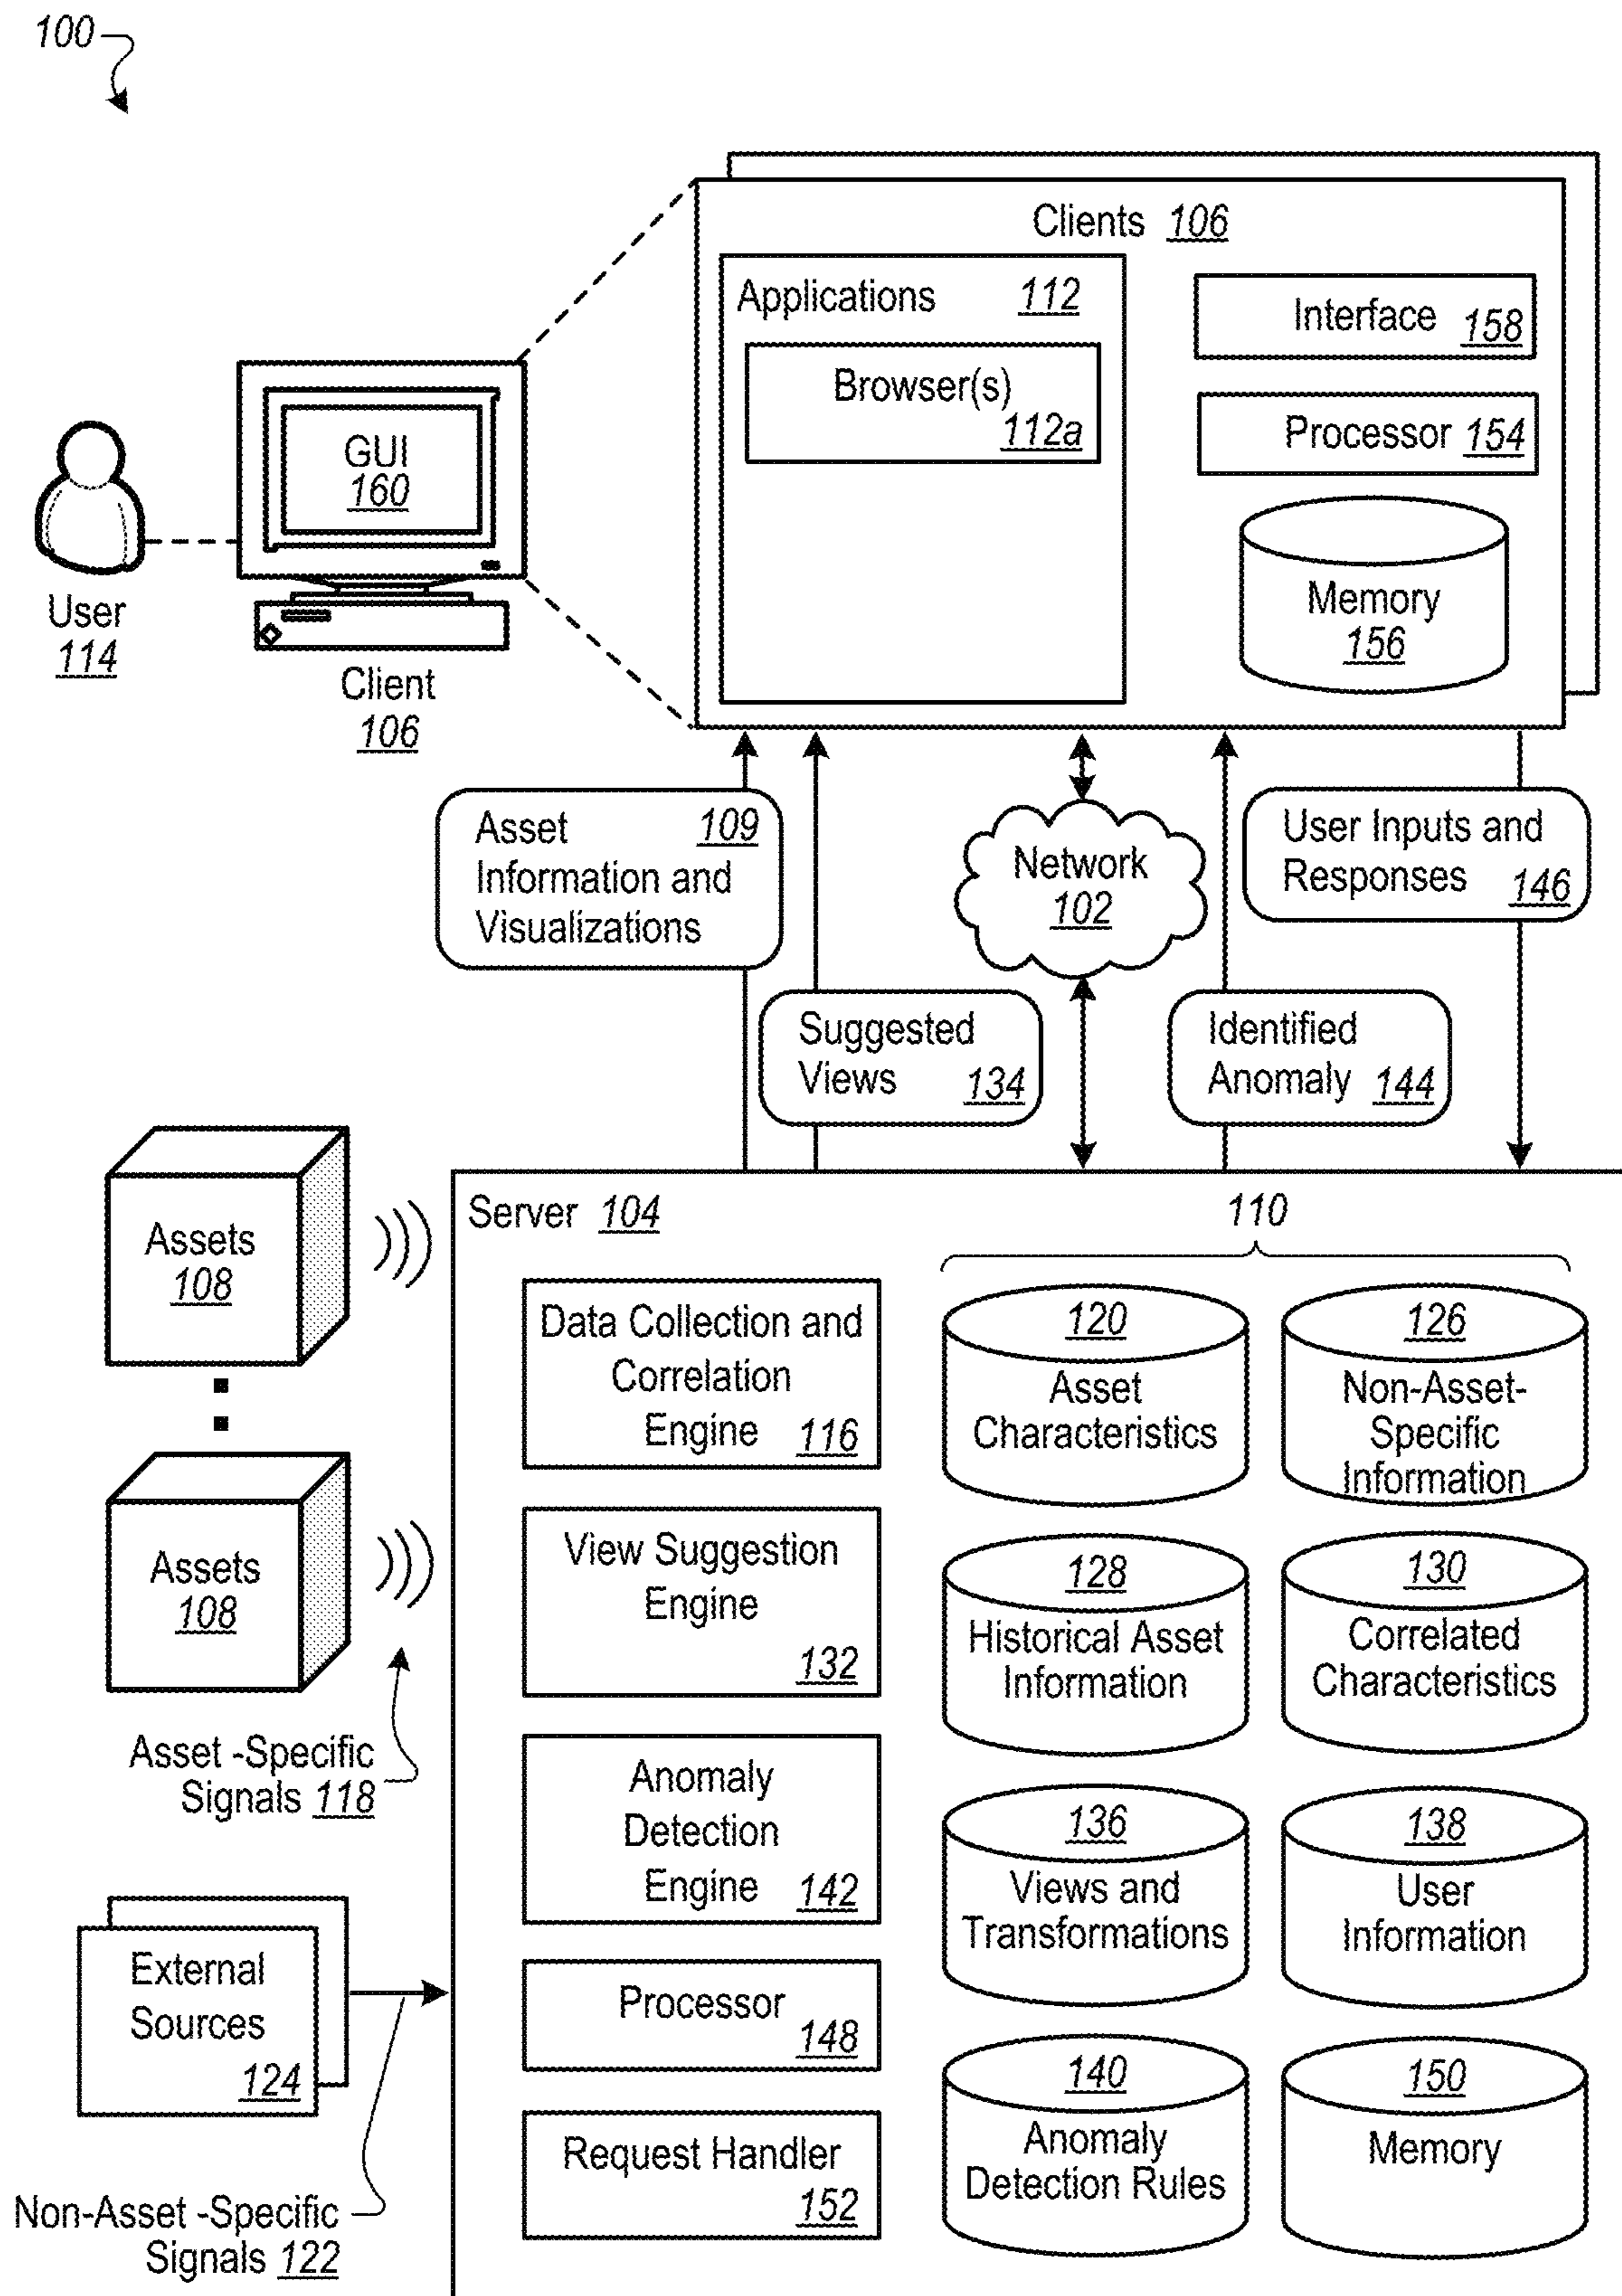 100
Clients 106
Applications 112
Browser(s)
112a
Interface 158
Processor 154
Memory
156
GUI
160
User
114
Client
106
Asset 109
Information and
Visualizations
Suggested
Views 134
Network
102
Identified
Anomaly 144
User Inputs and
Responses 146
Assets
108
Assets
108
Asset -Specific
Signals 118
External
Sources
124
Non-Asset -Specific
Signals 122
Server 104
Data Collection and
Correlation
Engine 116
View Suggestion
Engine
132
Anomaly
Detection
Engine 142
Processor
148
Request Handler
152
110
120
Asset
Characteristics
126
Non-Asset-
Specific
Information
128
Historical Asset
Information
130
Correlated
Characteristics
136
Views and
Transformations
138
User
Information
140
Anomaly
Detection Rules
150
Memory